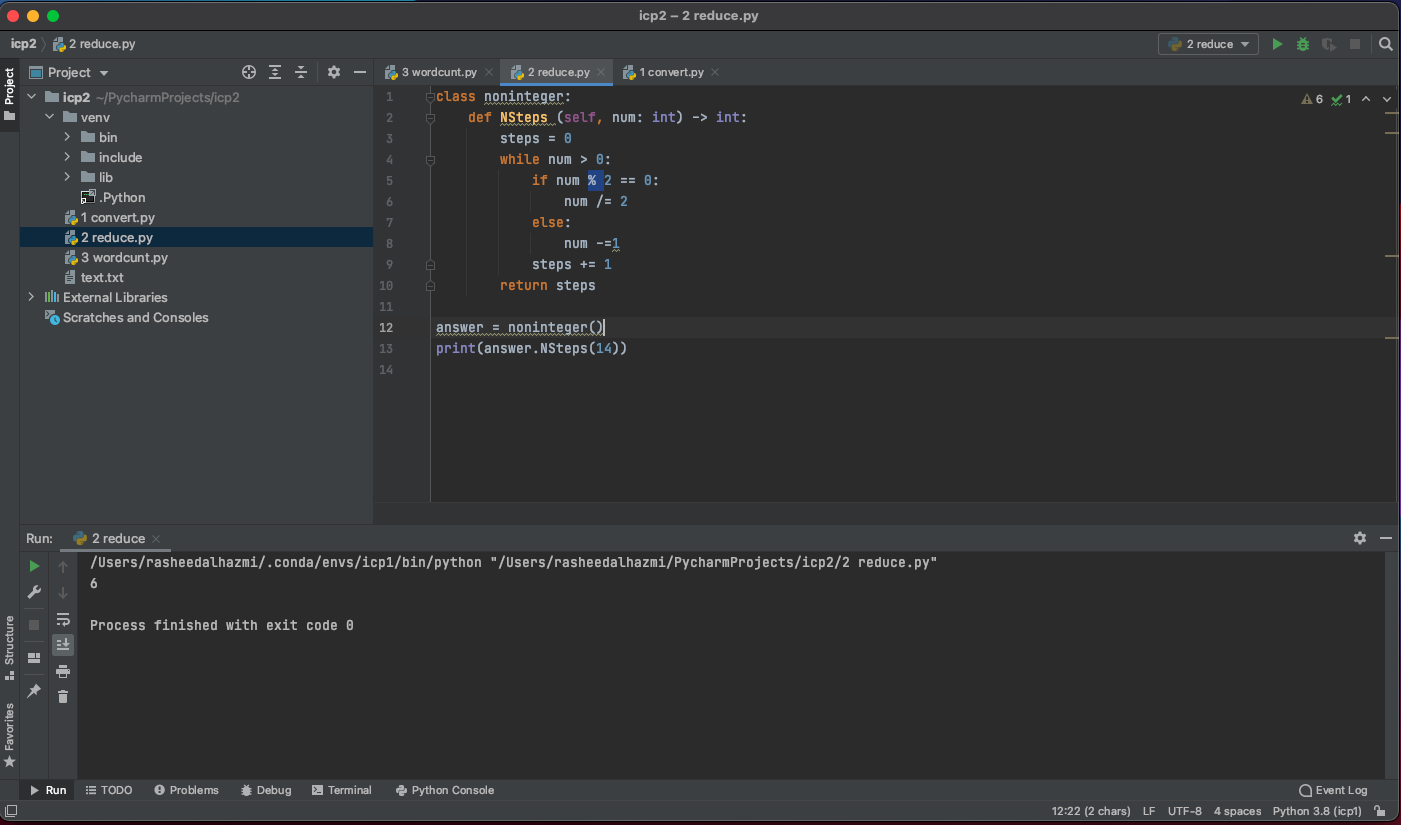 icp2 – 2 reduce.py
icp2 2 reduce.py
2 reduce
Project
Project
3 wordcunt.py
2 reduce.py
1 convert.py
icp2 ~/PycharmProjects/icp2
venv
bin
include
lib
.Python
1 convert.py
2 reduce.py
3 wordcunt.py
text.txt
External Libraries
Scratches and Consoles
6 1
1 class noninteger:
2     def NSteps (self, num: int) -> int:
3         steps = 0
4         while num > 0:
5             if num % 2 == 0:
6                 num /= 2
7             else:
8                 num -=1
9             steps += 1
10         return steps
11
12 answer = noninteger()
13 print(answer.NSteps(14))
14
Run: 2 reduce
/Users/rasheedalhazmi/.conda/envs/icp1/bin/python "/Users/rasheedalhazmi/PycharmProjects/icp2/2 reduce.py"
6
Process finished with exit code 0
Structure
Favorites
Run TODO Problems Debug Terminal Python Console Event Log
12:22 (2 chars) LF UTF-8 4 spaces Python 3.8 (icp1)